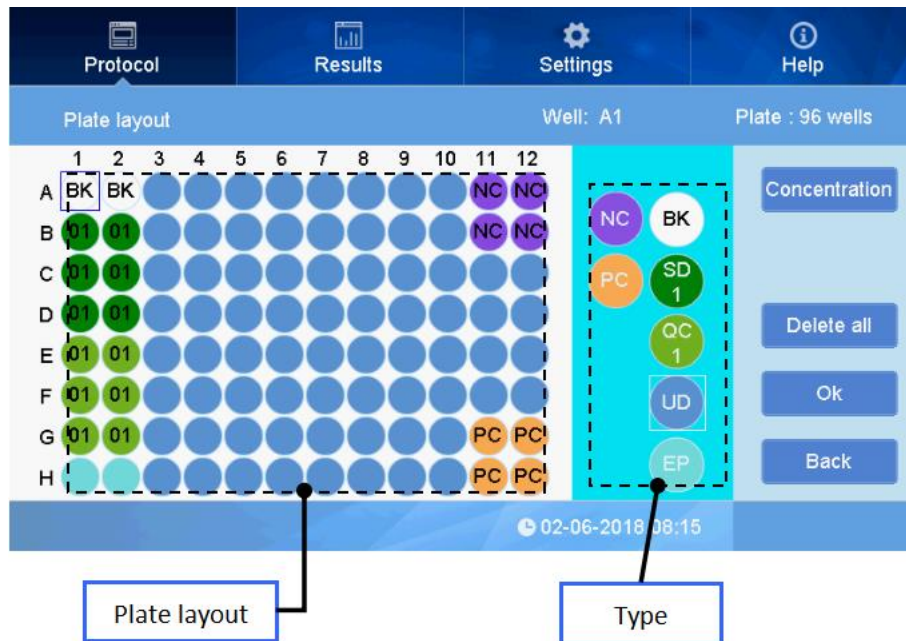 Protocol Results Settings Help
Plate layout Well: A1 Plate : 96 wells
1 2 3 4 5 6 7 8 9 10 11 12
A BK BK NC NC
B 01 01 NC NC
C 01 01
D 01 01
E 01 01
F 01 01
G 01 01 PC PC
H PC PC
NC BK
PC SD 1
QC 1
UD
EP
Concentration
Delete all
Ok
Back
02-06-2018 08:15
Plate layout Type